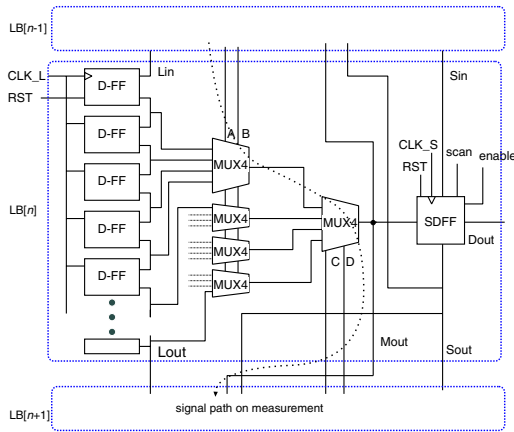 LB[n-1]
CLK_L
Lin
Sin
D-FF
RST
A B
CLK_S
scan
enable
RST
D-FF
MUX4
D-FF
LB[n]
D-FF
MUX4
MUX4
SDFF
Dout
MUX4
C D
D-FF
MUX4
Lout
Mout
Sout
signal path on measurement
LB[n+1]